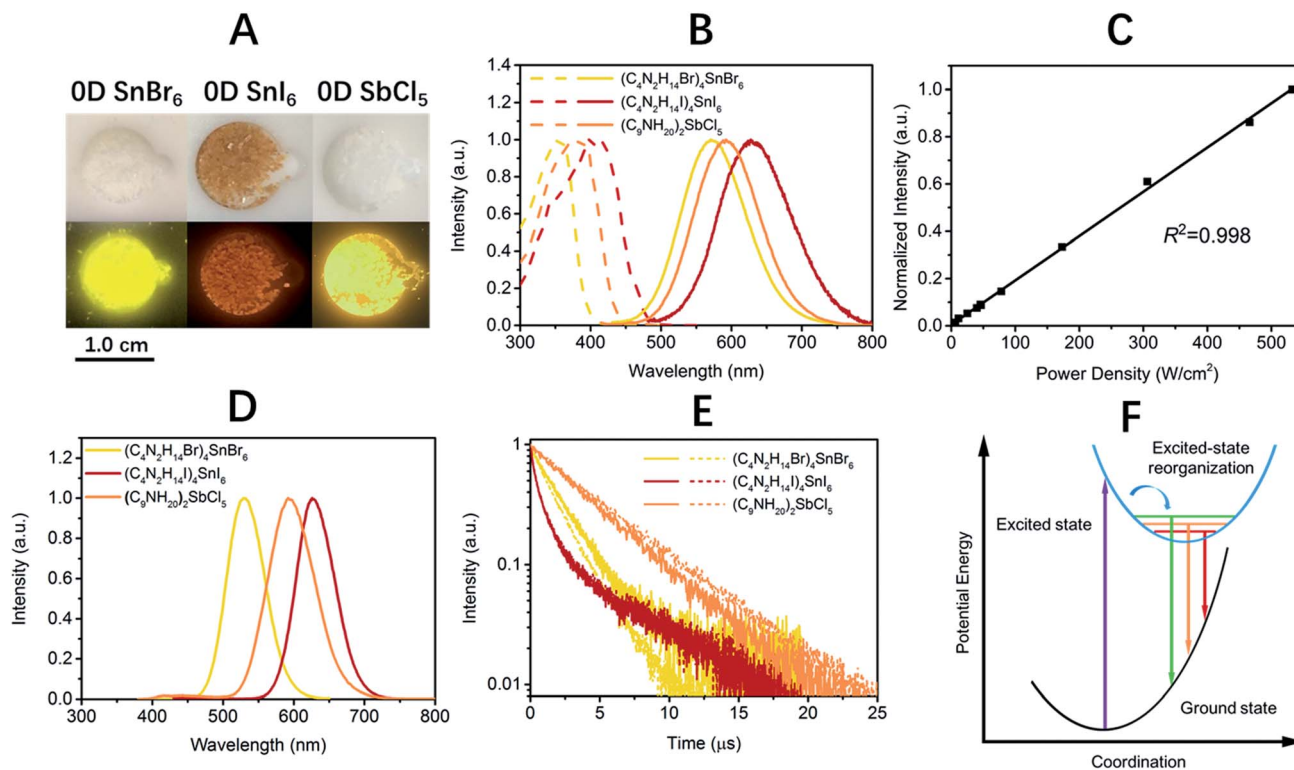 A
0D SnBr₆ 0D SnI₆ 0D SbCl₅
1.0 cm
B
1.4
1.2
1.0
0.8
0.6
0.4
0.2
0.0
Intensity (a.u.)
(C₄N₂H₁₄Br)₄SnBr₆
(C₄N₂H₁₄I)₄SnI₆
(C₉NH₂₀)₂SbCl₅
300 400 500 600 700 800
Wavelength (nm)
C
1.0
0.8
0.6
0.4
0.2
0.0
Normalized Intensity (a.u.)
R²=0.998
0 100 200 300 400 500
Power Density (W/cm²)
D
1.2
1.0
0.8
0.6
0.4
0.2
0.0
Intensity (a.u.)
(C₄N₂H₁₄Br)₄SnBr₆
(C₄N₂H₁₄I)₄SnI₆
(C₉NH₂₀)₂SbCl₅
300 400 500 600 700 800
Wavelength (nm)
E
1
0.1
0.01
Intensity (a.u.)
(C₄N₂H₁₄Br)₄SnBr₆
(C₄N₂H₁₄I)₄SnI₆
(C₉NH₂₀)₂SbCl₅
0 5 10 15 20 25
Time (μs)
F
Excited-state
reorganization
Excited state
Potential Energy
Ground state
Coordination